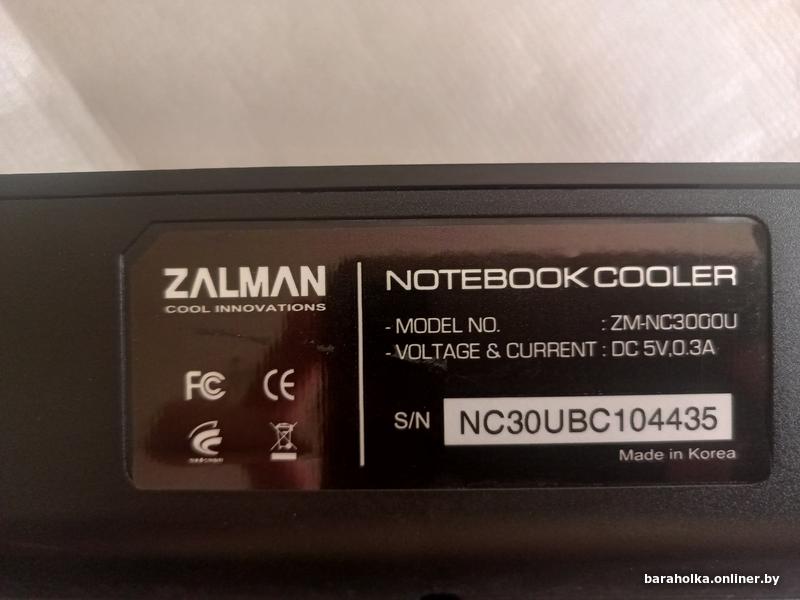 ZALMAN
COOL INNOVATIONS
FC CE
NOTEBOOK COOLER
- MODEL NO. : ZM-NC3000U
- VOLTAGE & CURRENT : DC 5V,0.3A
S/N NC30UBC104435
Made in Korea
baraholka.onliner.by